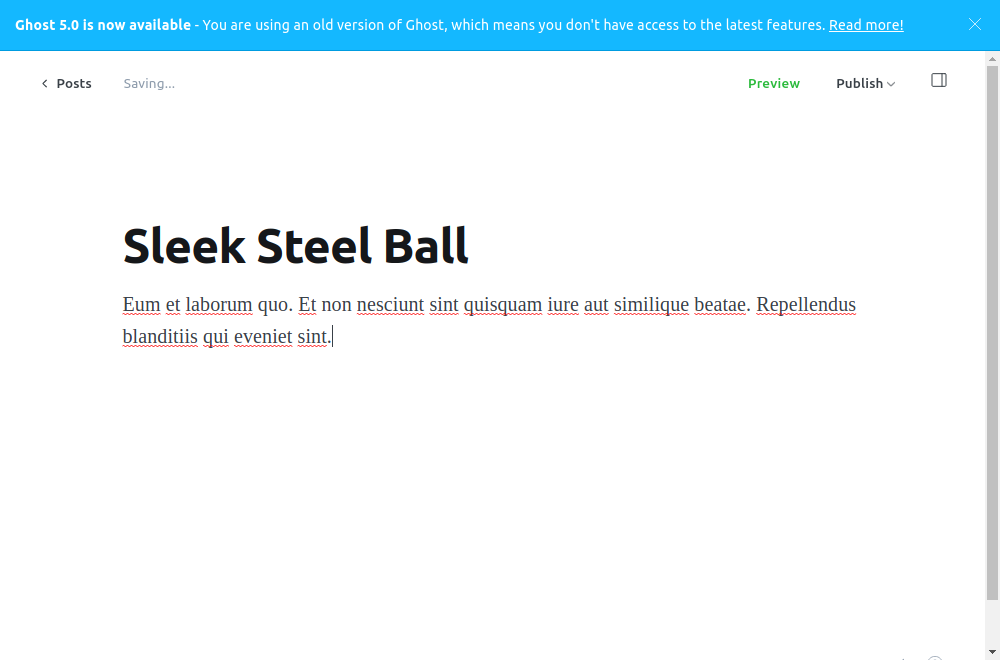 Ghost 5.0 is now available - You are using an old version of Ghost, which means you don't have access to the latest features. Read more!
Posts Saving... Preview Publish
Sleek Steel Ball
Eum et laborum quo. Et non nesciunt sint quisquam iure aut similique beatae. Repellendus
blanditiis qui eveniet sint.